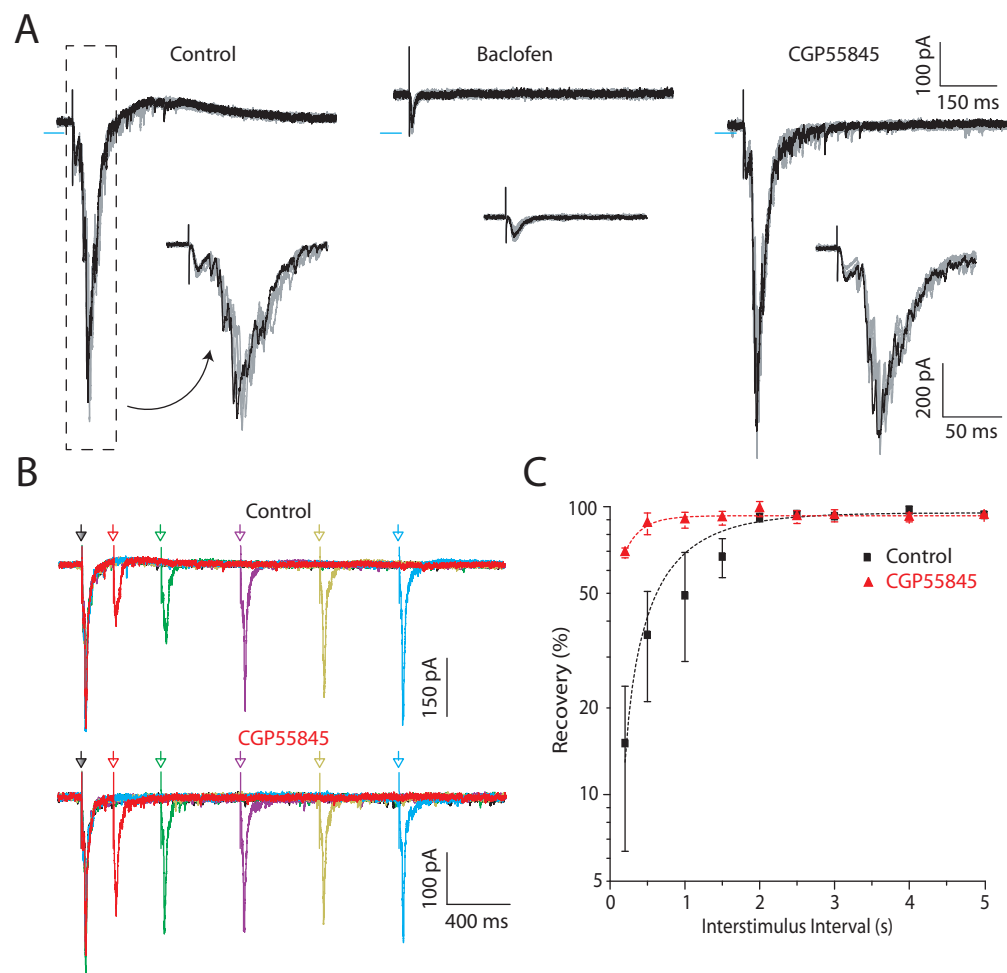 A
Control
Baclofen
CGP55845
100 pA
150 ms
200 pA
50 ms
B
Control
150 pA
CGP55845
100 pA
400 ms
C
100
50
20
10
5
Recovery (%)
Control
CGP55845
0 1 2 3 4 5
Interstimulus Interval (s)